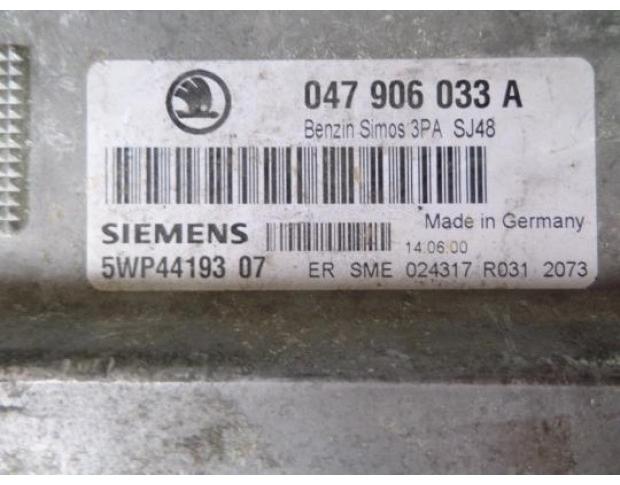 047 906 033 A
Benzin Simos 3PA SJ48
Made in Germany
SIEMENS
14.06.00
5WP44193 07 ER SME 024317 R031 2073